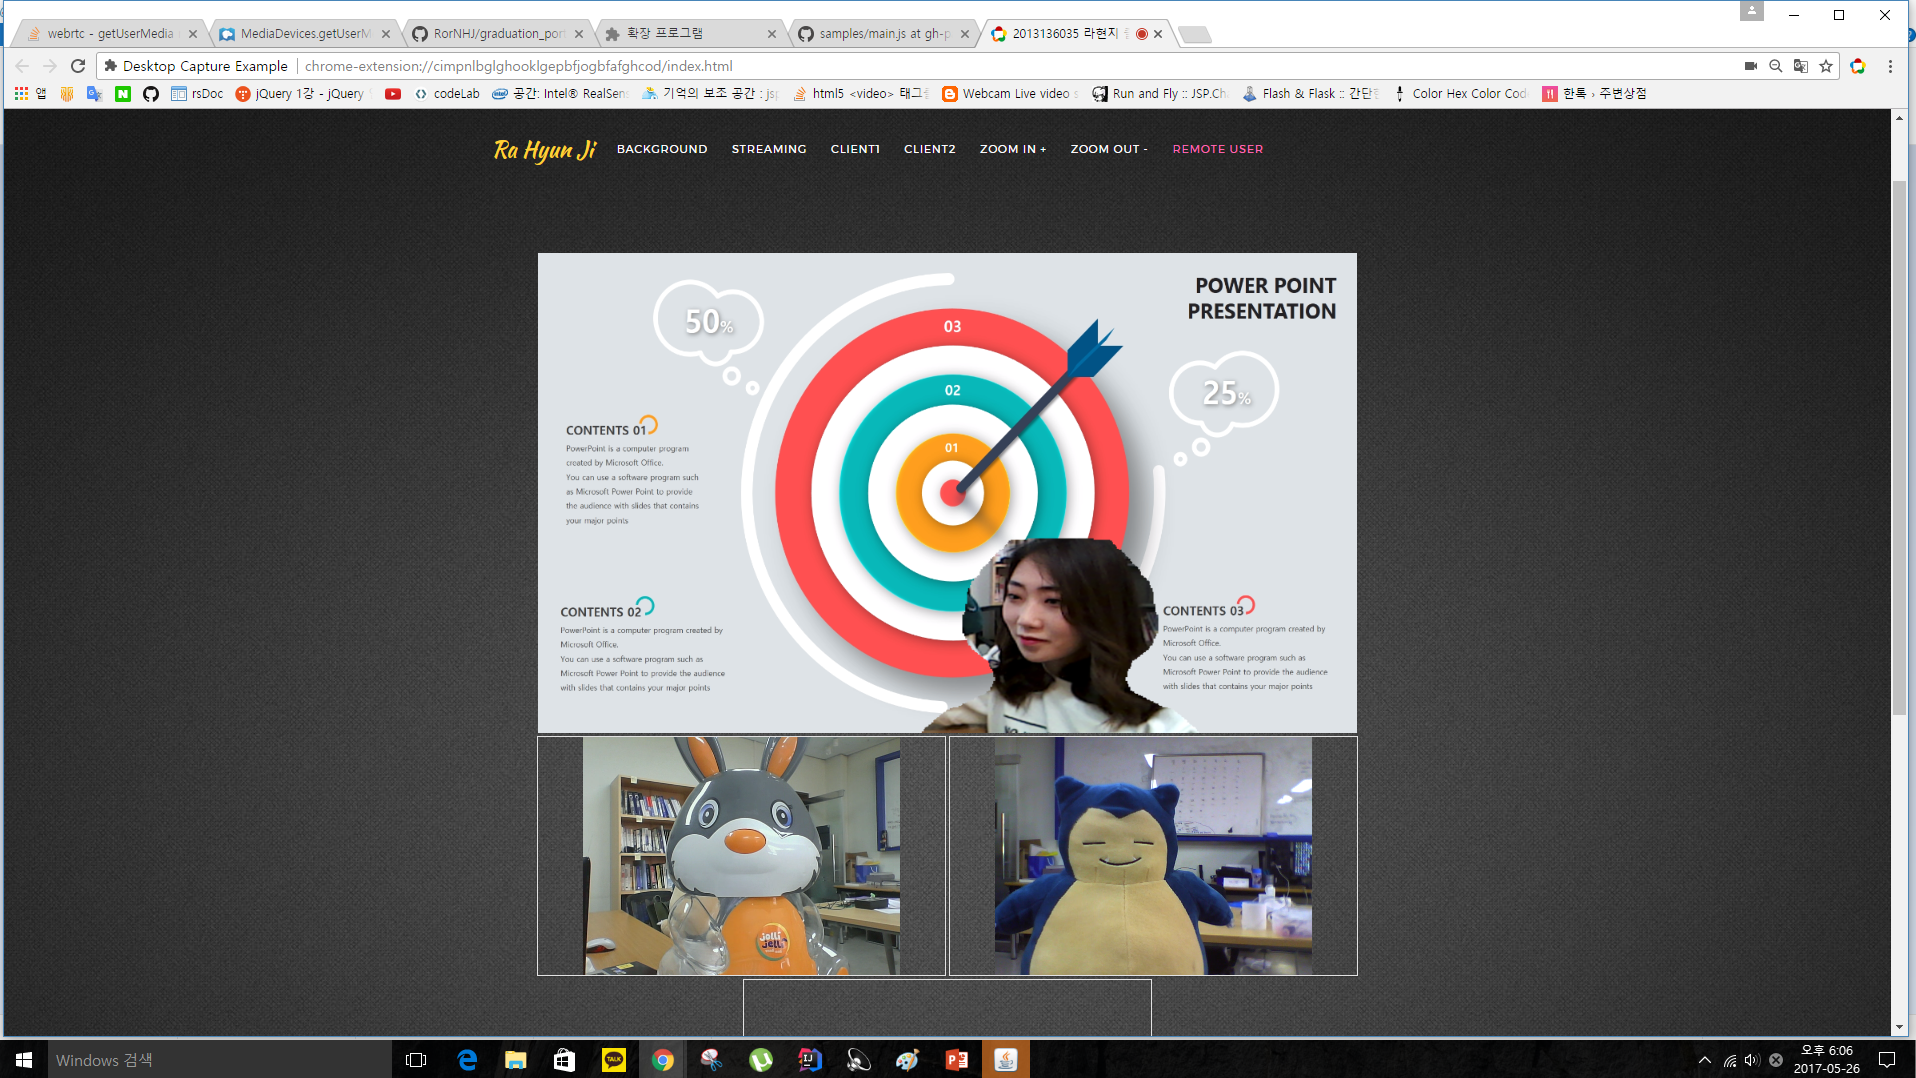 webrtc - getUserMedia
MediaDevices.getUserM
RorNHJ/graduation_port
확장 프로그램
samples/main.js at gh-p
2013136035 라현지
Desktop Capture Example
chrome-extension://cimpnlbglghooklgepbfjogbfafghcod/index.html
앱
rsDoc
jQuery 1강 - jQuery
codeLab
공간: Intel® RealSens
기억의 보조 공간 : jsp
html5 <video> 태그
Webcam Live video s
Run and Fly :: JSP.Ch
Flash & Flask :: 간단한
Color Hex Color Cod
한톡 › 주변상점
Ra Hyun Ji
BACKGROUND
STREAMING
CLIENT1
CLIENT2
ZOOM IN +
ZOOM OUT -
REMOTE USER
POWER POINT
PRESENTATION
50%
25%
03
02
01
CONTENTS 01
PowerPoint is a computer program
created by Microsoft Office.
You can use a software program such
as Microsoft Power Point to provide
the audience with slides that contains
your major points
CONTENTS 02
PowerPoint is a computer program created by
Microsoft Office.
You can use a software program such as
Microsoft Power Point to provide the audience
with slides that contains your major points
CONTENTS 03
PowerPoint is a computer program created by
Microsoft Office.
You can use a software program such as
Microsoft Power Point to provide the audience
with slides that contains your major points
jolli
jelli
Windows 검색
TALK
오후 6:06
2017-05-26